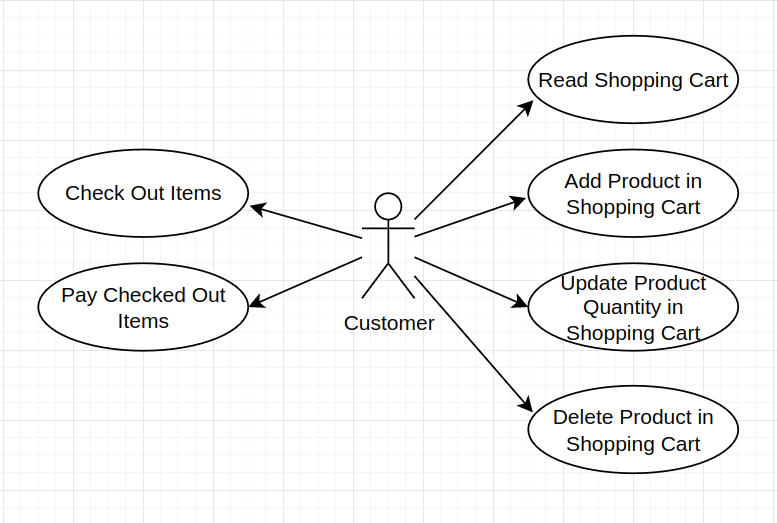 Read Shopping Cart
Check Out Items
Add Product in
Shopping Cart
Pay Checked Out
Items
Customer
Update Product
Quantity in
Shopping Cart
Delete Product in
Shopping Cart